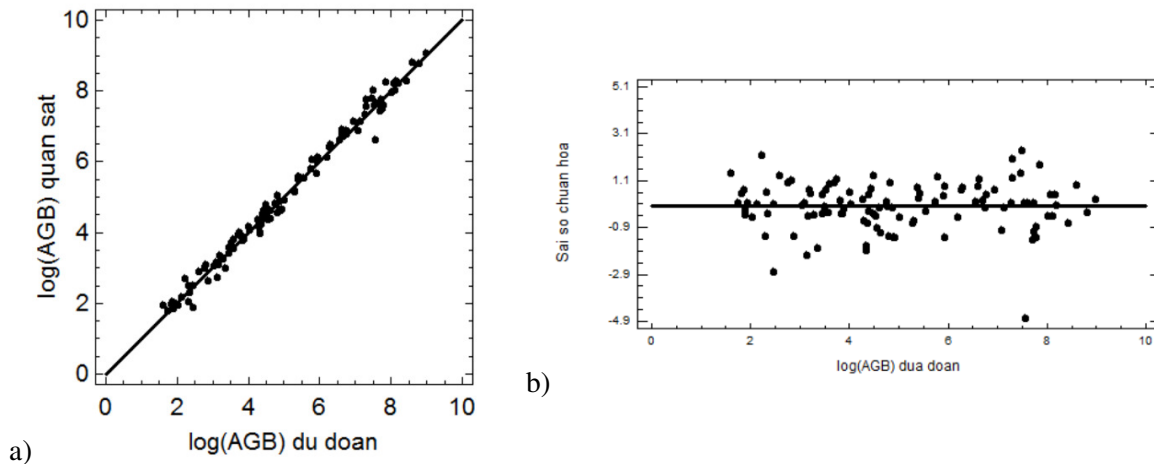 10
8
6
4
2
0
log(AGB) quan sat
0 2 4 6 8 10
log(AGB) du doan
a)
5.1
3.1
1.1
-0.9
-2.9
-4.9
Sai so chuan hoa
0 2 4 6 8 10
log(AGB) dua doan
b)